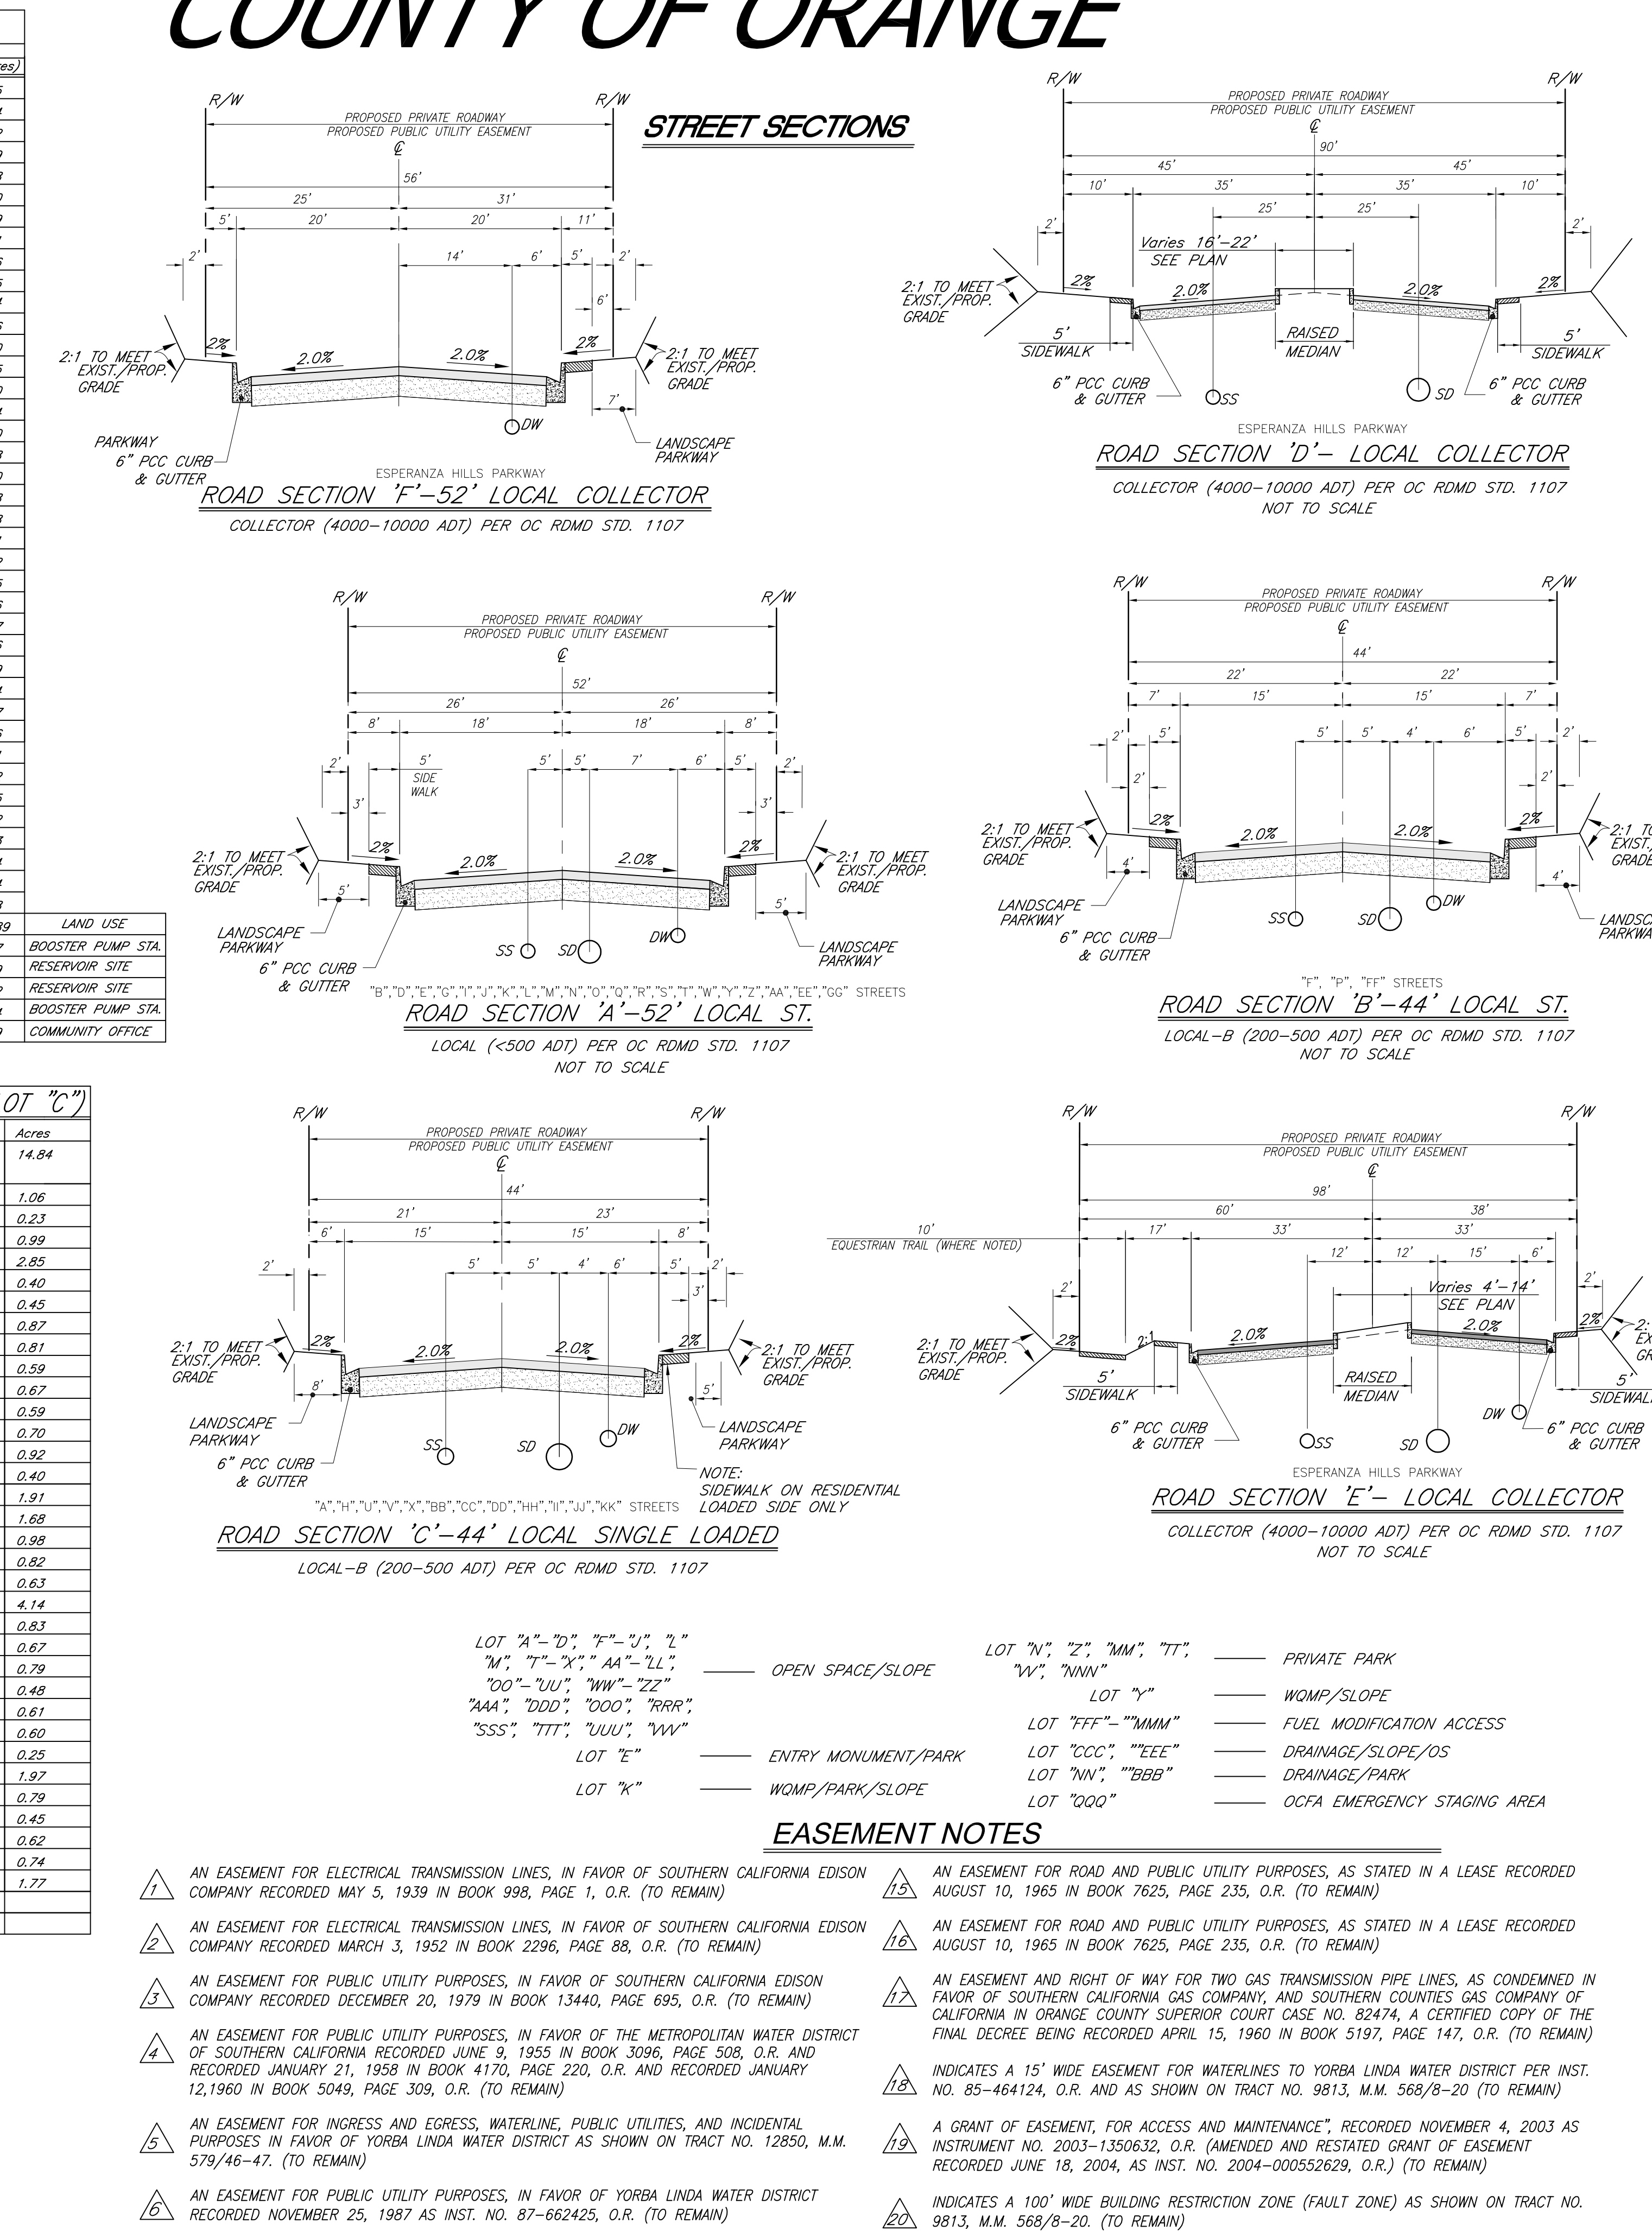 COUNTY OF ORANGE
STREET SECTIONS
R/W
R/W
PROPOSED PRIVATE ROADWAY
PROPOSED PUBLIC UTILITY EASEMENT
℄
56'
25' 31'
5' 20' 20' 11'
2' 14' 6' 5' 2'
6'
2% 2.0% 2.0% 2%
2:1 TO MEET
EXIST./PROP.
GRADE
2:1 TO MEET
EXIST./PROP.
GRADE
7'
DW
PARKWAY
6" PCC CURB
& GUTTER
LANDSCAPE
PARKWAY
ESPERANZA HILLS PARKWAY
ROAD SECTION 'F'-52' LOCAL COLLECTOR
COLLECTOR (4000-10000 ADT) PER OC RDMD STD. 1107
R/W
R/W
PROPOSED PRIVATE ROADWAY
PROPOSED PUBLIC UTILITY EASEMENT
℄
90'
45' 45'
10' 35' 35' 10'
25' 25'
2' 2'
Varies 16'-22'
SEE PLAN
2% 2.0% 2.0% 2%
2:1 TO MEET
EXIST./PROP.
GRADE
5'
SIDEWALK
RAISED
MEDIAN
5'
SIDEWALK
6" PCC CURB
& GUTTER
SS
SD
6" PCC CURB
& GUTTER
ESPERANZA HILLS PARKWAY
ROAD SECTION 'D'- LOCAL COLLECTOR
COLLECTOR (4000-10000 ADT) PER OC RDMD STD. 1107
NOT TO SCALE
R/W
R/W
PROPOSED PRIVATE ROADWAY
PROPOSED PUBLIC UTILITY EASEMENT
℄
52'
26' 26'
8' 18' 18' 8'
2' 5' 5' 5' 7' 6' 5' 2'
SIDE
WALK
3' 3'
2% 2.0% 2.0% 2%
2:1 TO MEET
EXIST./PROP.
GRADE
2:1 TO MEET
EXIST./PROP.
GRADE
5' 5'
LANDSCAPE
PARKWAY
6" PCC CURB
& GUTTER
SS SD DW
LANDSCAPE
PARKWAY
"B","D","E","G","I","J","K","L","M","N","O","Q","R","S","T","W","Y","Z","AA","EE","GG" STREETS
ROAD SECTION 'A'-52' LOCAL ST.
LOCAL (<500 ADT) PER OC RDMD STD. 1107
NOT TO SCALE
R/W
R/W
PROPOSED PRIVATE ROADWAY
PROPOSED PUBLIC UTILITY EASEMENT
℄
44'
22' 22'
7' 15' 15' 7'
2' 5' 5' 5' 4' 6' 5' 2'
2' 2'
2% 2.0% 2.0% 2%
2:1 TO MEET
EXIST./PROP.
GRADE
4' 4'
LANDSCAPE
PARKWAY
6" PCC CURB
& GUTTER
SS SD DW
"F", "P", "FF" STREETS
ROAD SECTION 'B'-44' LOCAL ST.
LOCAL-B (200-500 ADT) PER OC RDMD STD. 1107
NOT TO SCALE
LAND USE
BOOSTER PUMP STA.
RESERVOIR SITE
RESERVOIR SITE
BOOSTER PUMP STA.
COMMUNITY OFFICE
OT "C")
Acres
14.84
1.06
0.23
0.99
2.85
0.40
0.45
0.87
0.81
0.59
0.67
0.59
0.70
0.92
0.40
1.91
1.68
0.98
0.82
0.63
4.14
0.83
0.67
0.79
0.48
0.61
0.60
0.25
1.97
0.79
0.45
0.62
0.74
1.77
R/W
R/W
PROPOSED PRIVATE ROADWAY
PROPOSED PUBLIC UTILITY EASEMENT
℄
44'
21' 23'
6' 15' 15' 8'
2' 5' 5' 4' 6' 5' 2'
3'
2% 2.0% 2.0% 2%
2:1 TO MEET
EXIST./PROP.
GRADE
2:1 TO MEET
EXIST./PROP.
GRADE
8' 5'
LANDSCAPE
PARKWAY
6" PCC CURB
& GUTTER
SS SD DW
LANDSCAPE
PARKWAY
NOTE:
SIDEWALK ON RESIDENTIAL
LOADED SIDE ONLY
"A","H","U","V","X","BB","CC","DD","HH","II","JJ","KK" STREETS
ROAD SECTION 'C'-44' LOCAL SINGLE LOADED
LOCAL-B (200-500 ADT) PER OC RDMD STD. 1107
R/W
R/W
PROPOSED PRIVATE ROADWAY
PROPOSED PUBLIC UTILITY EASEMENT
℄
98'
60' 38'
10' 17' 33' 33'
EQUESTRIAN TRAIL (WHERE NOTED)
12' 12' 15' 6'
2' 2'
Varies 4'-14'
SEE PLAN
2% 2:1 2.0% 2.0% 2%
2:1 TO MEET
EXIST./PROP.
GRADE
5'
SIDEWALK
RAISED
MEDIAN
5'
6" PCC CURB
& GUTTER
SS SD DW
6" PCC CURB
& GUTTER
ESPERANZA HILLS PARKWAY
ROAD SECTION 'E'- LOCAL COLLECTOR
COLLECTOR (4000-10000 ADT) PER OC RDMD STD. 1107
NOT TO SCALE
LOT "A"-"D", "F"-"J", "L"
"M", "T"-"X"," AA"-"LL",
"OO"-"UU", "WW"-"ZZ"
"AAA", "DDD", "OOO", "RRR",
"SSS", "TTT", "UUU", "VVV"
OPEN SPACE/SLOPE
LOT "E" ENTRY MONUMENT/PARK
LOT "K" WQMP/PARK/SLOPE
LOT "N", "Z", "MM", "TT",
"VV", "NNN"
PRIVATE PARK
LOT "Y" WQMP/SLOPE
LOT "FFF"-""MMM" FUEL MODIFICATION ACCESS
LOT "CCC", ""EEE" DRAINAGE/SLOPE/OS
LOT "NN", ""BBB" DRAINAGE/PARK
LOT "QQQ" OCFA EMERGENCY STAGING AREA
EASEMENT NOTES
1 AN EASEMENT FOR ELECTRICAL TRANSMISSION LINES, IN FAVOR OF SOUTHERN CALIFORNIA EDISON
COMPANY RECORDED MAY 5, 1939 IN BOOK 998, PAGE 1, O.R. (TO REMAIN)
2 AN EASEMENT FOR ELECTRICAL TRANSMISSION LINES, IN FAVOR OF SOUTHERN CALIFORNIA EDISON
COMPANY RECORDED MARCH 3, 1952 IN BOOK 2296, PAGE 88, O.R. (TO REMAIN)
3 AN EASEMENT FOR PUBLIC UTILITY PURPOSES, IN FAVOR OF SOUTHERN CALIFORNIA EDISON
COMPANY RECORDED DECEMBER 20, 1979 IN BOOK 13440, PAGE 695, O.R. (TO REMAIN)
4 AN EASEMENT FOR PUBLIC UTILITY PURPOSES, IN FAVOR OF THE METROPOLITAN WATER DISTRICT
OF SOUTHERN CALIFORNIA RECORDED JUNE 9, 1955 IN BOOK 3096, PAGE 508, O.R. AND
RECORDED JANUARY 21, 1958 IN BOOK 4170, PAGE 220, O.R. AND RECORDED JANUARY
12,1960 IN BOOK 5049, PAGE 309, O.R. (TO REMAIN)
5 AN EASEMENT FOR INGRESS AND EGRESS, WATERLINE, PUBLIC UTILITIES, AND INCIDENTAL
PURPOSES IN FAVOR OF YORBA LINDA WATER DISTRICT AS SHOWN ON TRACT NO. 12850, M.M.
579/46-47. (TO REMAIN)
6 AN EASEMENT FOR PUBLIC UTILITY PURPOSES, IN FAVOR OF YORBA LINDA WATER DISTRICT
RECORDED NOVEMBER 25, 1987 AS INST. NO. 87-662425, O.R. (TO REMAIN)
15 AN EASEMENT FOR ROAD AND PUBLIC UTILITY PURPOSES, AS STATED IN A LEASE RECORDED
AUGUST 10, 1965 IN BOOK 7625, PAGE 235, O.R. (TO REMAIN)
16 AN EASEMENT FOR ROAD AND PUBLIC UTILITY PURPOSES, AS STATED IN A LEASE RECORDED
AUGUST 10, 1965 IN BOOK 7625, PAGE 235, O.R. (TO REMAIN)
17 AN EASEMENT AND RIGHT OF WAY FOR TWO GAS TRANSMISSION PIPE LINES, AS CONDEMNED IN
FAVOR OF SOUTHERN CALIFORNIA GAS COMPANY, AND SOUTHERN COUNTIES GAS COMPANY OF
CALIFORNIA IN ORANGE COUNTY SUPERIOR COURT CASE NO. 82474, A CERTIFIED COPY OF THE
FINAL DECREE BEING RECORDED APRIL 15, 1960 IN BOOK 5197, PAGE 147, O.R. (TO REMAIN)
18 INDICATES A 15' WIDE EASEMENT FOR WATERLINES TO YORBA LINDA WATER DISTRICT PER INST.
NO. 85-464124, O.R. AND AS SHOWN ON TRACT NO. 9813, M.M. 568/8-20 (TO REMAIN)
19 A GRANT OF EASEMENT, FOR ACCESS AND MAINTENANCE", RECORDED NOVEMBER 4, 2003 AS
INSTRUMENT NO. 2003-1350632, O.R. (AMENDED AND RESTATED GRANT OF EASEMENT
RECORDED JUNE 18, 2004, AS INST. NO. 2004-000552629, O.R.) (TO REMAIN)
20 INDICATES A 100' WIDE BUILDING RESTRICTION ZONE (FAULT ZONE) AS SHOWN ON TRACT NO.
9813, M.M. 568/8-20. (TO REMAIN)